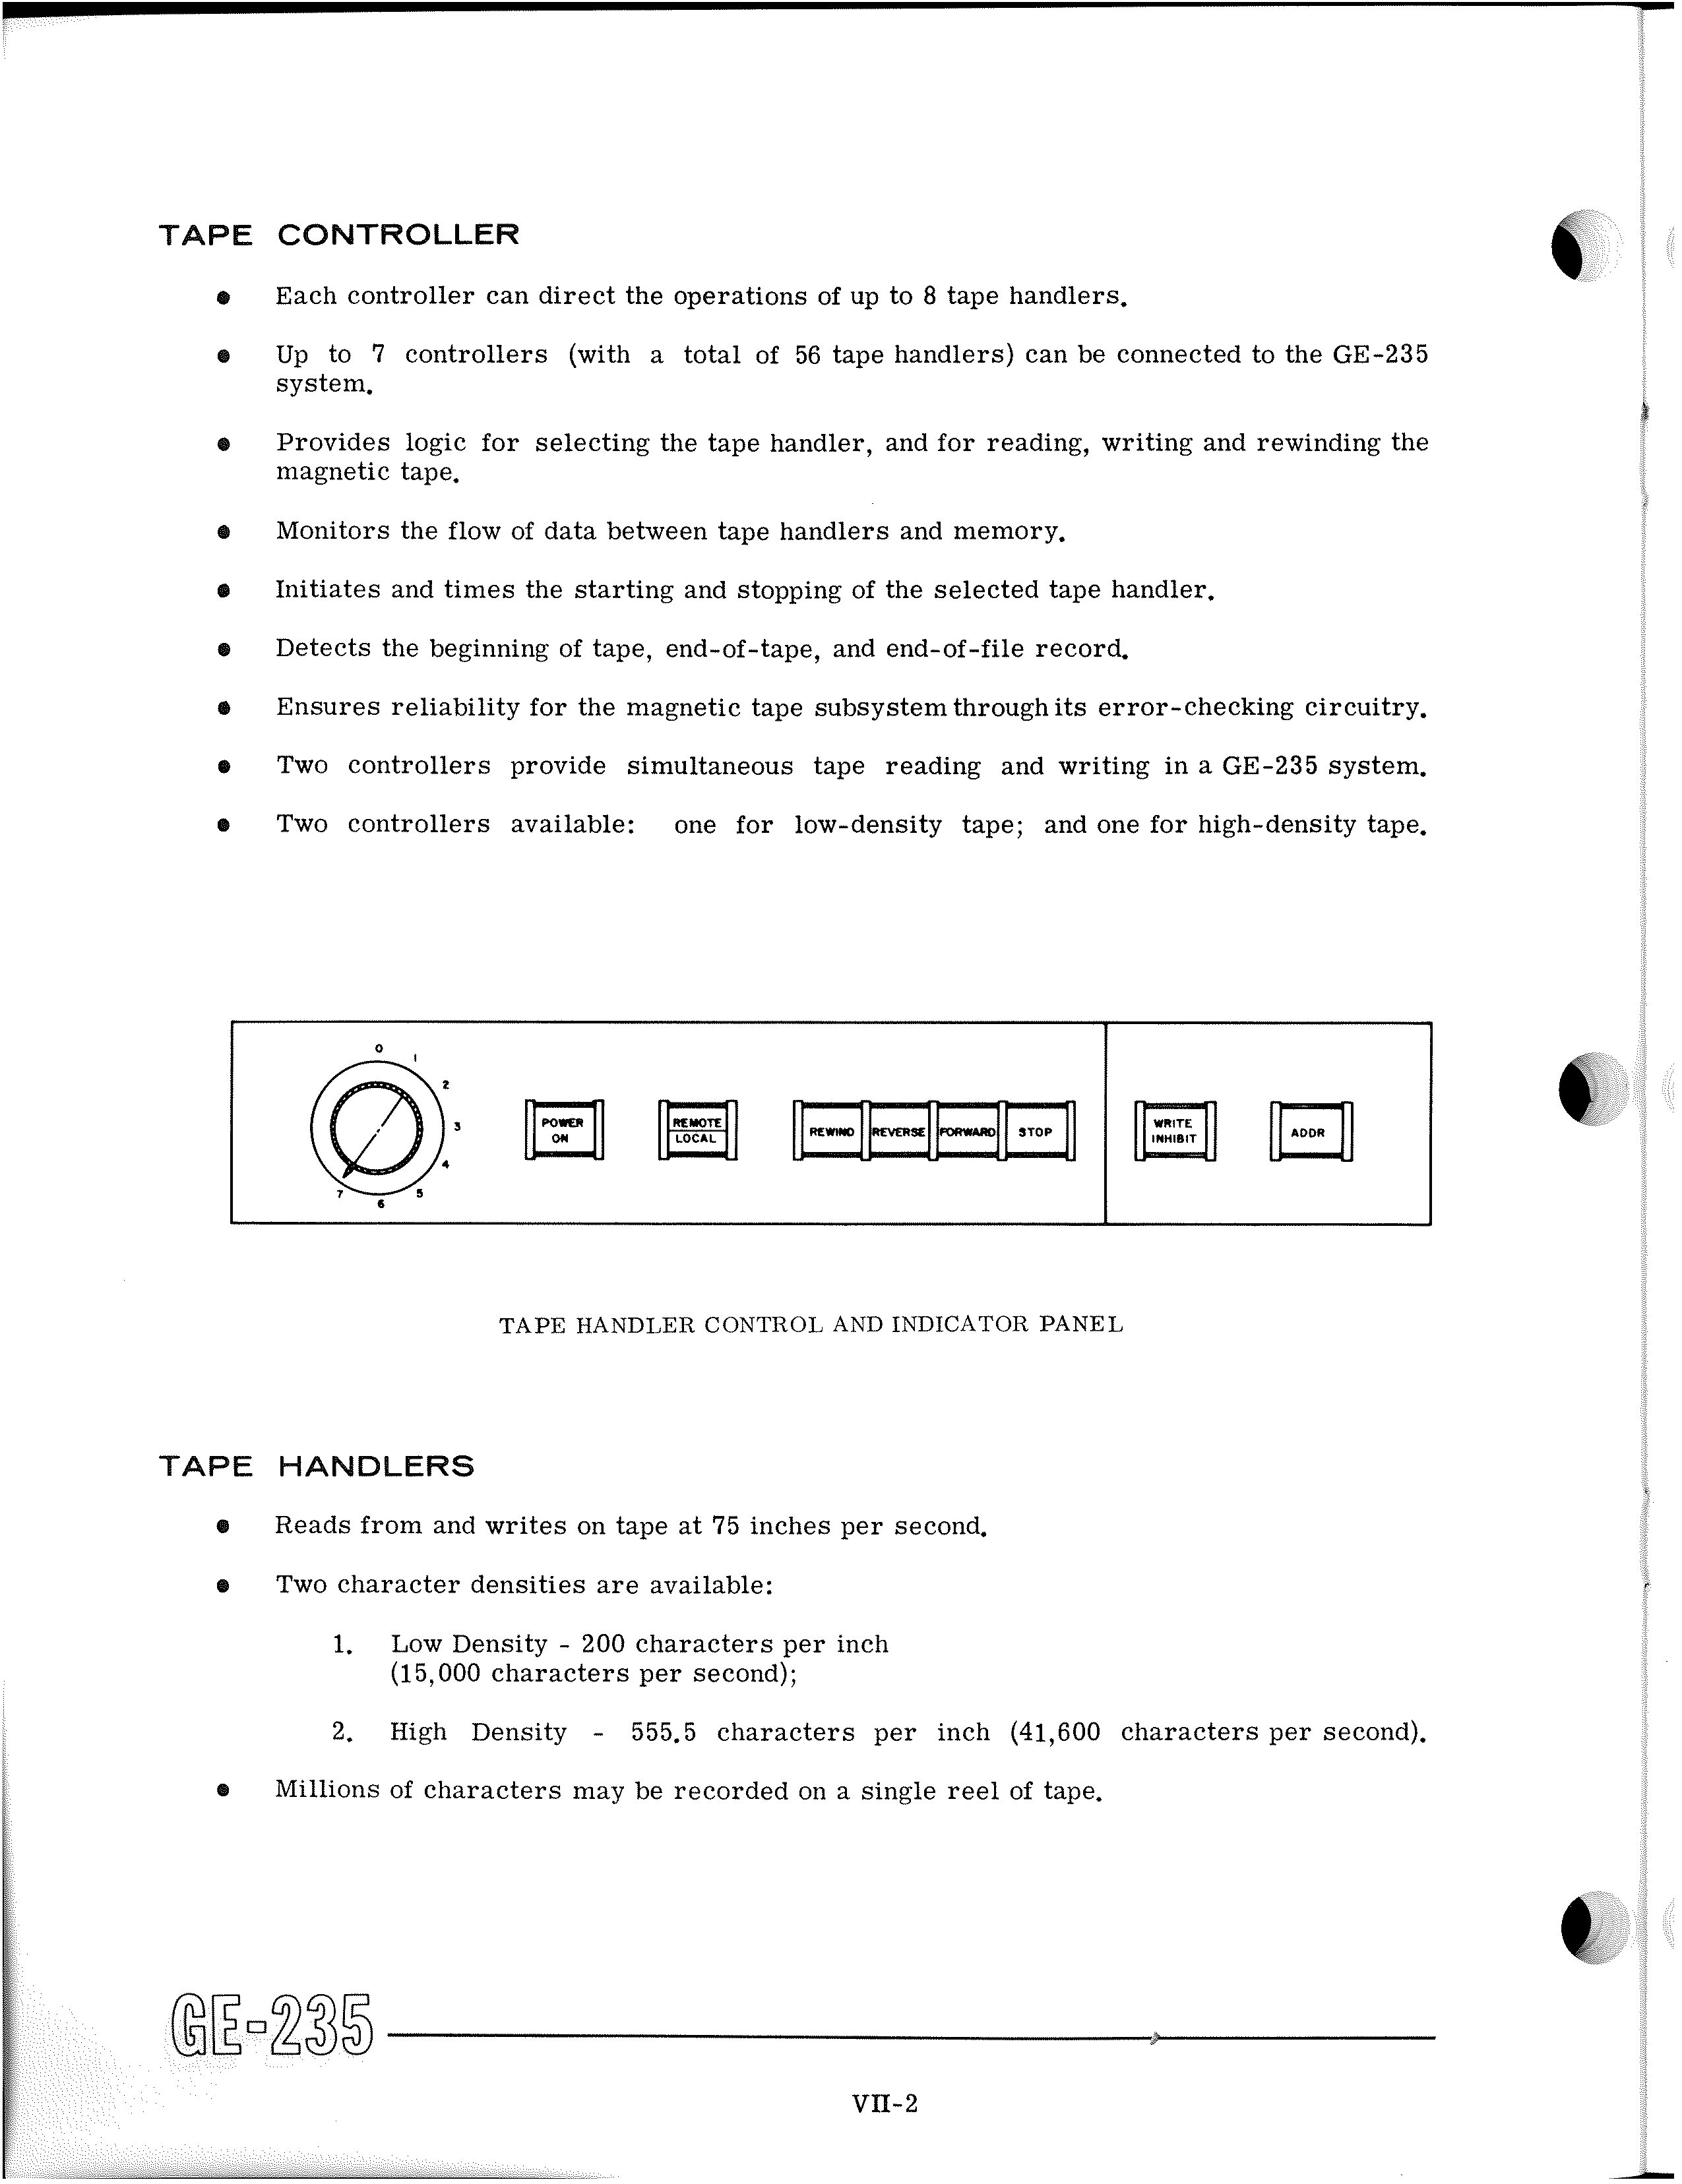 TAPE CONTROLLER
● Each controller can direct the operations of up to 8 tape handlers.
● Up to 7 controllers (with a total of 56 tape handlers) can be connected to the GE-235
system.
● Provides logic for selecting the tape handler, and for reading, writing and rewinding the
magnetic tape.
● Monitors the flow of data between tape handlers and memory.
● Initiates and times the starting and stopping of the selected tape handler.
● Detects the beginning of tape, end-of-tape, and end-of-file record.
● Ensures reliability for the magnetic tape subsystem through its error-checking circuitry.
● Two controllers provide simultaneous tape reading and writing in a GE-235 system.
● Two controllers available: one for low-density tape; and one for high-density tape.
0
1
2
3
4
5
6
7
POWER
ON
REMOTE
LOCAL
REWIND REVERSE FORWARD STOP
WRITE
INHIBIT
ADDR
TAPE HANDLER CONTROL AND INDICATOR PANEL
TAPE HANDLERS
● Reads from and writes on tape at 75 inches per second.
● Two character densities are available:
1. Low Density - 200 characters per inch
(15,000 characters per second);
2. High Density - 555.5 characters per inch (41,600 characters per second).
● Millions of characters may be recorded on a single reel of tape.
GE-235
VII-2